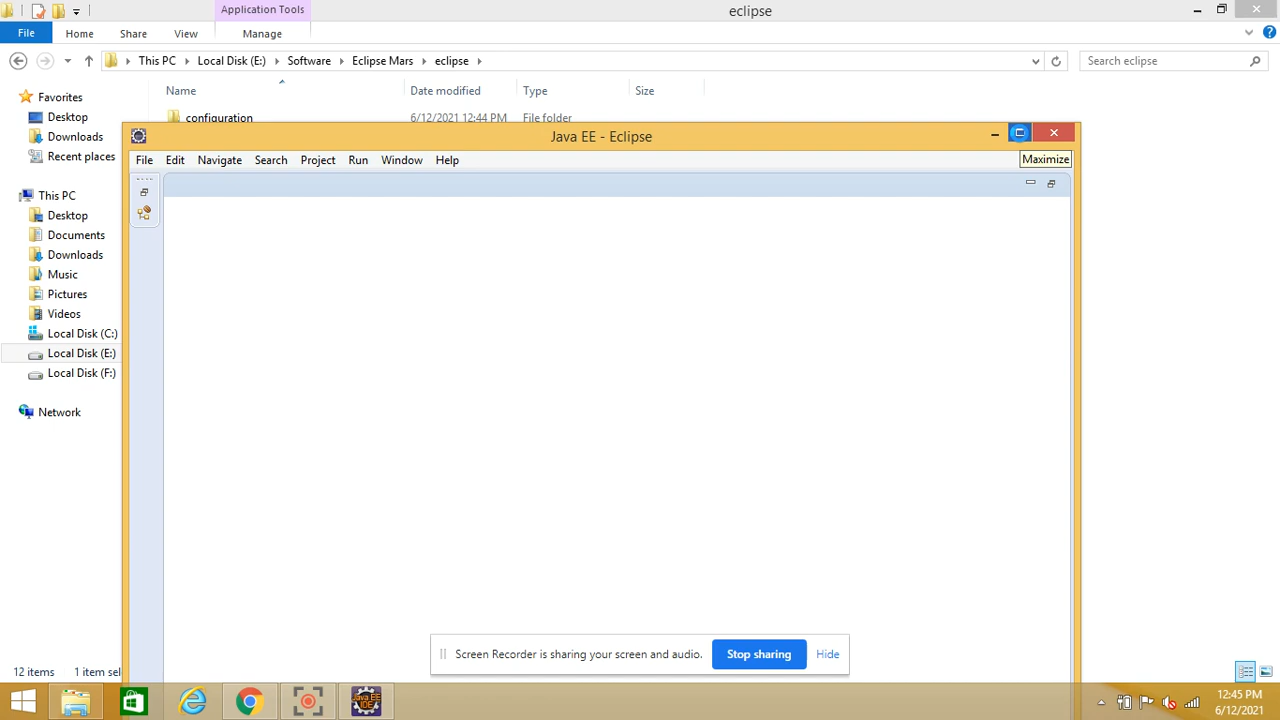 Application Tools
eclipse
File Home Share View Manage
This PC Local Disk (E:) Software Eclipse Mars eclipse
Search eclipse
Name Date modified Type Size
Favorites
Desktop
Downloads
Recent places
This PC
Desktop
Documents
Downloads
Music
Pictures
Videos
Local Disk (C:)
Local Disk (E:)
Local Disk (F:)
Network
configuration 6/12/2021 12:44 PM File folder
Java EE - Eclipse
File Edit Navigate Search Project Run Window Help
Maximize
Screen Recorder is sharing your screen and audio. Stop sharing Hide
12 items 1 item sel
Java EE
IDE
12:45 PM
6/12/2021